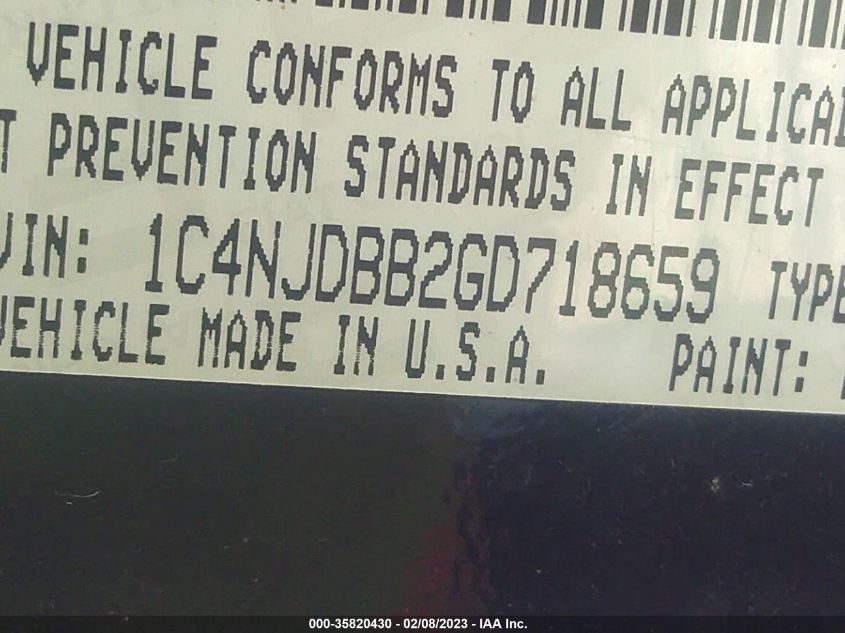 VEHICLE CONFORMS TO ALL
PREVENTION STANDARDS IN EFFECT
VIN: 1C4NJDBB2GD718659 TYPE
VEHICLE MADE IN U.S.A. PAINT:
000-35820430 - 02/08/2023 - IAA Inc.